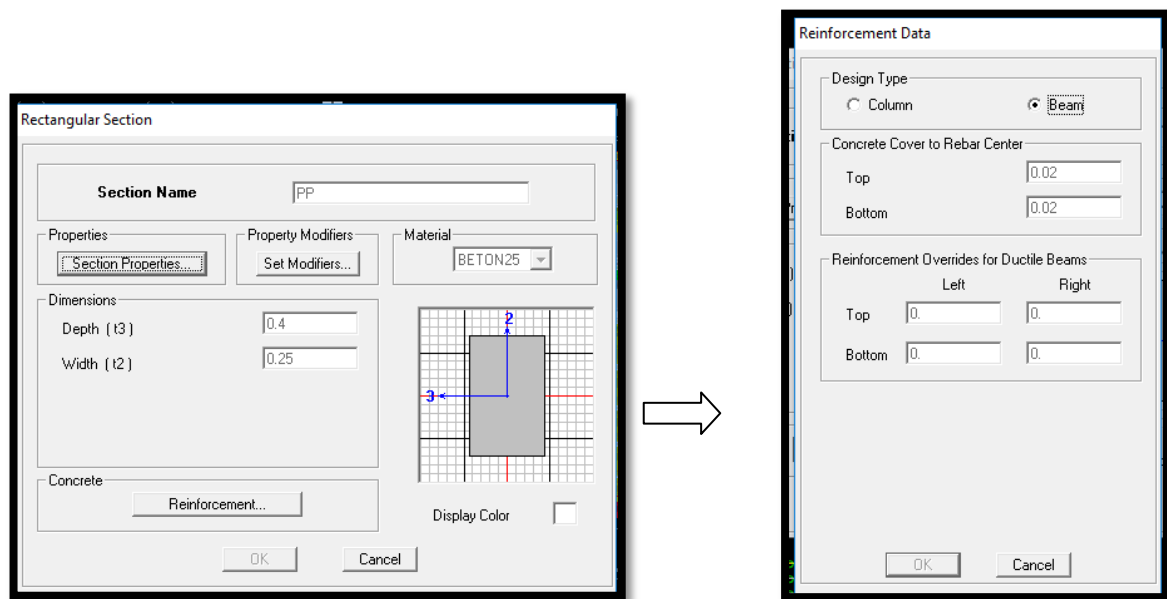 Rectangular Section
Section Name PP
Properties Property Modifiers Material
Section Properties... Set Modifiers... BETON25
Dimensions
Depth ( t3 ) 0.4
Width ( t2 ) 0.25
2
3
Concrete
Reinforcement...
Display Color
OK Cancel
Reinforcement Data
Design Type
Column Beam
Concrete Cover to Rebar Center
Top 0.02
Bottom 0.02
Reinforcement Overrides for Ductile Beams
Left Right
Top 0. 0.
Bottom 0. 0.
OK Cancel